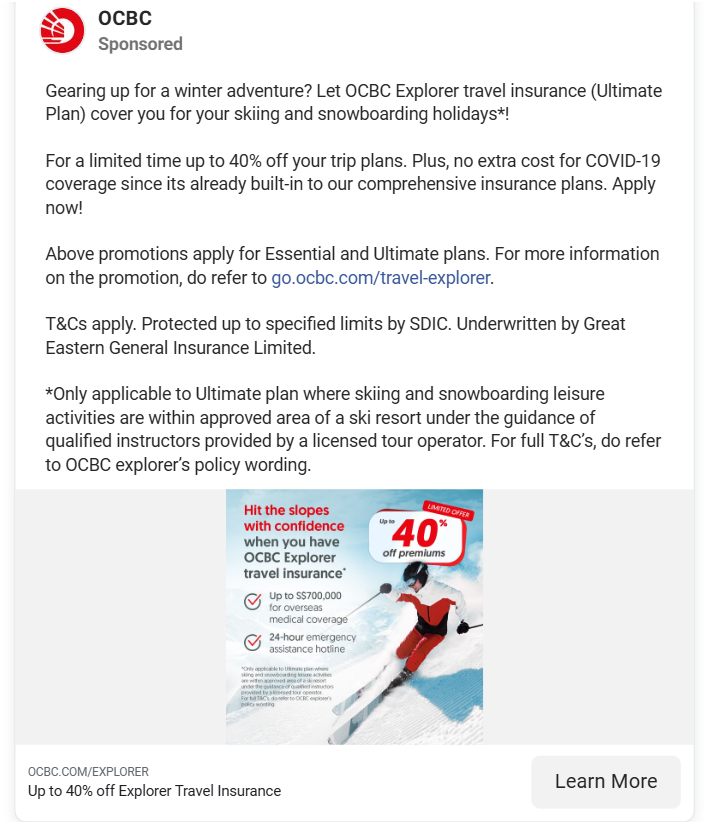 OCBC
Sponsored
Gearing up for a winter adventure? Let OCBC Explorer travel insurance (Ultimate
Plan) cover you for your skiing and snowboarding holidays*!
For a limited time up to 40% off your trip plans. Plus, no extra cost for COVID-19
coverage since its already built-in to our comprehensive insurance plans. Apply
now!
Above promotions apply for Essential and Ultimate plans. For more information
on the promotion, do refer to go.ocbc.com/travel-explorer.
T&Cs apply. Protected up to specified limits by SDIC. Underwritten by Great
Eastern General Insurance Limited.
*Only applicable to Ultimate plan where skiing and snowboarding leisure
activities are within approved area of a ski resort under the guidance of
qualified instructors provided by a licensed tour operator. For full T&C's, do refer
to OCBC explorer's policy wording.
Hit the slopes
with confidence
when you have
OCBC Explorer
travel insurance*
LIMITED OFFER
Up to
40%
off premiums
Up to S$700,000
for overseas
medical coverage
24-hour emergency
assistance hotline
*Only applicable to Ultimate plan where
skiing and snowboarding leisure activities
are within approved area of a ski resort
under the guidance of qualified instructors
provided by a licensed tour operator.
For full T&C's, do refer to OCBC explorer's
policy wording.
OCBC.COM/EXPLORER
Up to 40% off Explorer Travel Insurance
Learn More